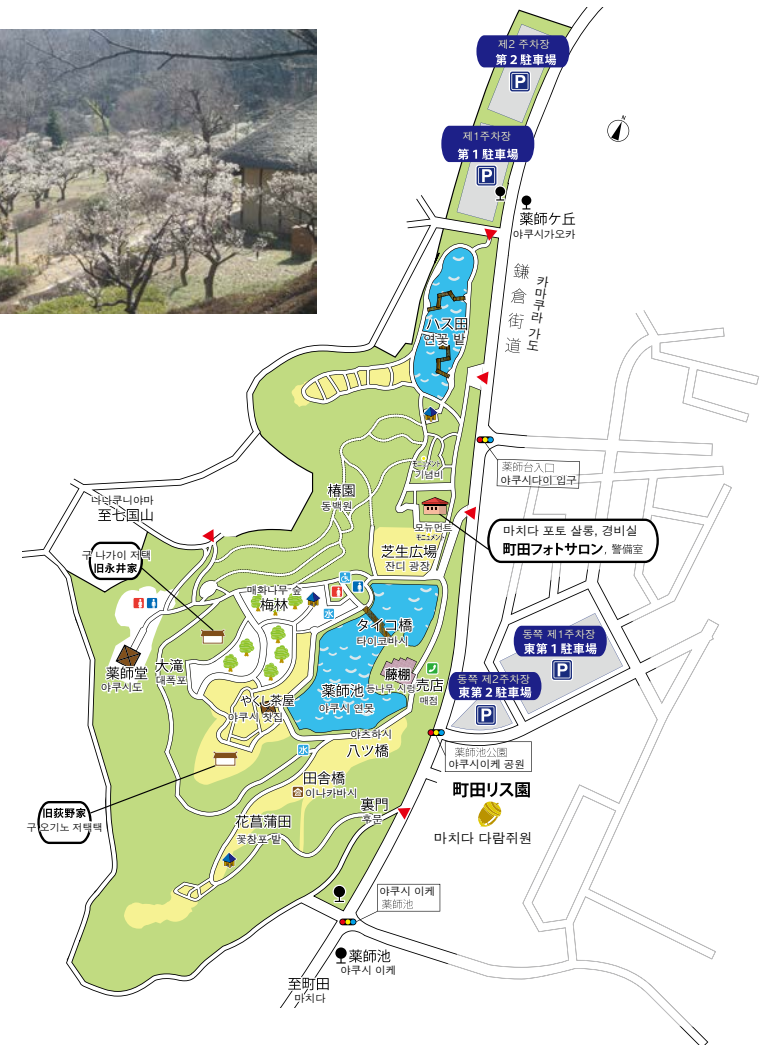 제2 주차장
第2駐車場
P
N
제1주차장
第1駐車場
P
薬師ケ丘
야쿠시가오카
鎌倉街道
카마쿠라 가도
ハス田
연꽃 밭
薬師台入口
야쿠시다이 입구
기념비
椿園
동백원
모뉴먼트
モニュメント
마치다 포토 살롱, 경비실
町田フォトサロン, 警備室
芝生広場
잔디 광장
나나쿠니야마
至七国山
구 나가이 저택
旧永井家
매화나무 숲
梅林
水
タイコ橋
타이코바시
동쪽 제1주차장
東第1駐車場
P
동쪽 제2주차장
東第2駐車場
P
薬師堂
야쿠시도
大滝
대폭포
藤棚
등나무 시렁
売店
매점
薬師池
야쿠시 연못
やくし茶屋
야쿠시 찻집
야츠하시
八ツ橋
水
薬師池公園
야쿠시이케 공원
田舎橋
이나카바시
町田リス園
마치다 다람쥐원
裏門
후문
旧荻野家
구 오기노 저택택
花菖蒲田
꽃창포 밭
야쿠시 이케
薬師池
薬師池
야쿠시 이케
至町田
마치다